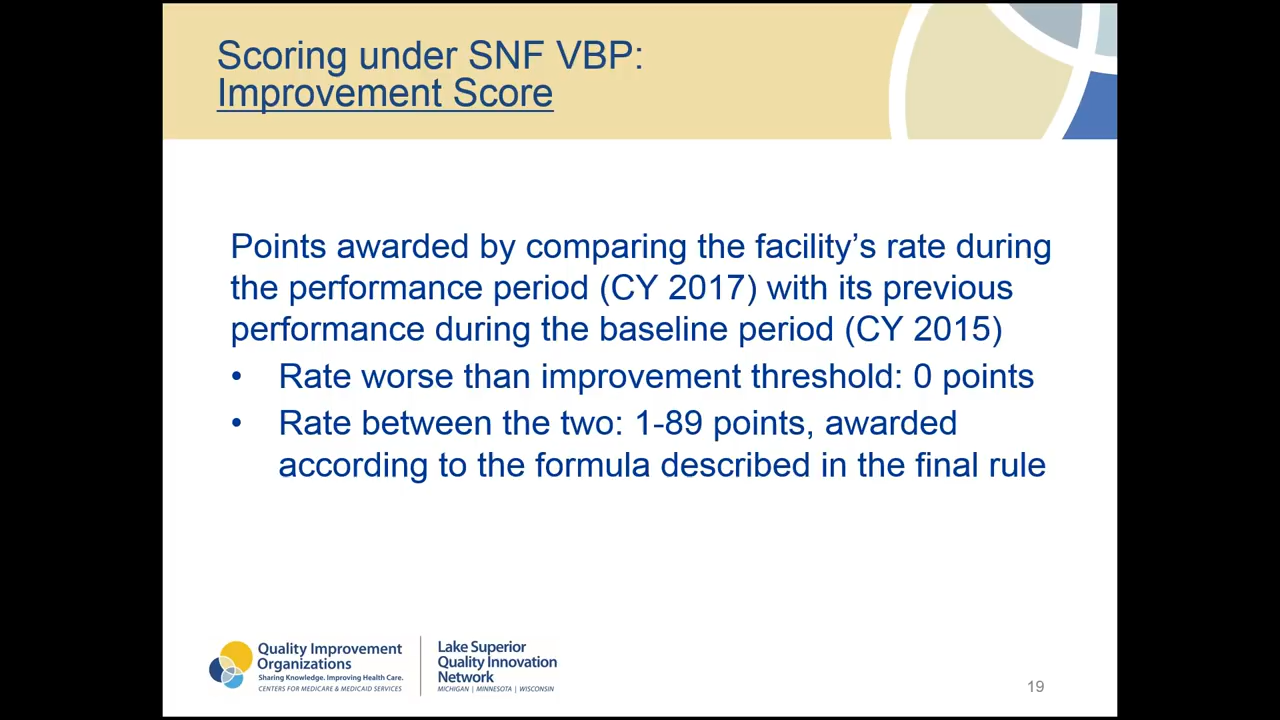 Scoring under SNF VBP:
Improvement Score
Points awarded by comparing the facility’s rate during
the performance period (CY 2017) with its previous
performance during the baseline period (CY 2015)
• Rate worse than improvement threshold: 0 points
• Rate between the two: 1-89 points, awarded
according to the formula described in the final rule
Quality Improvement
Organizations
Sharing Knowledge. Improving Health Care.
CENTERS FOR MEDICARE & MEDICAID SERVICES
Lake Superior
Quality Innovation
Network
MICHIGAN | MINNESOTA | WISCONSIN
19